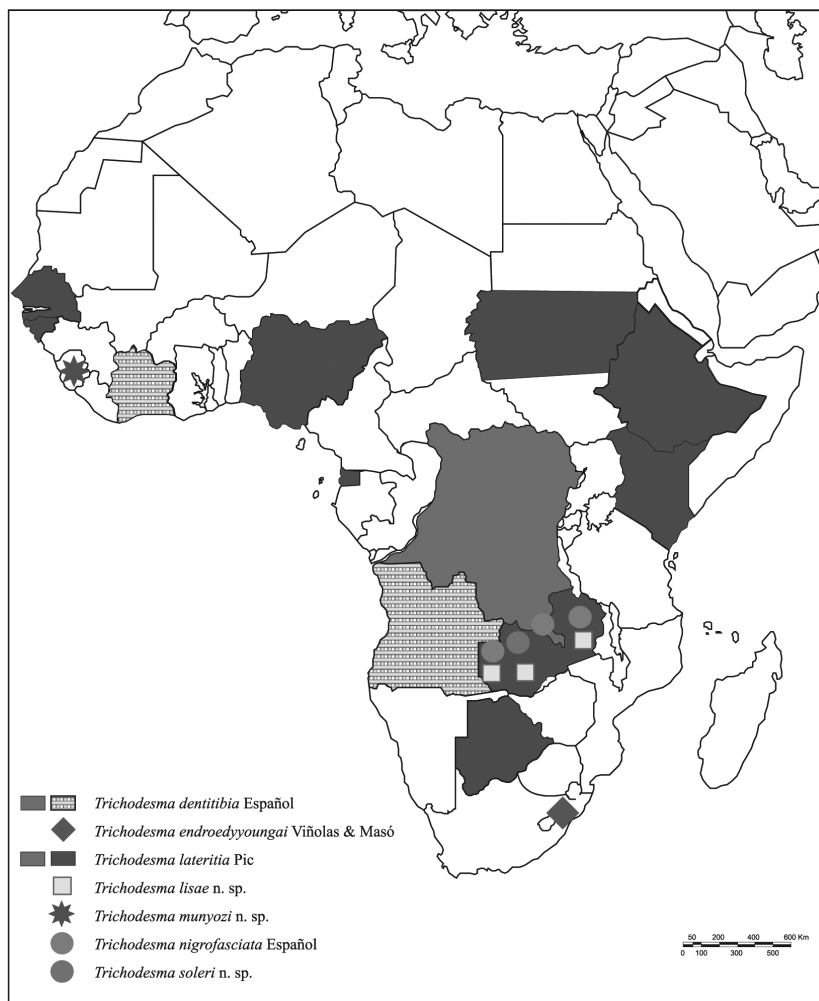 Trichodesma dentitibia Español
Trichodesma endroedyyoungai Viñolas & Masó
Trichodesma lateritia Pic
Trichodesma lisae n. sp.
Trichodesma munyozi n. sp.
Trichodesma nigrofasciata Español
Trichodesma soleri n. sp.
50 200 400 600 Km
0 100 300 500